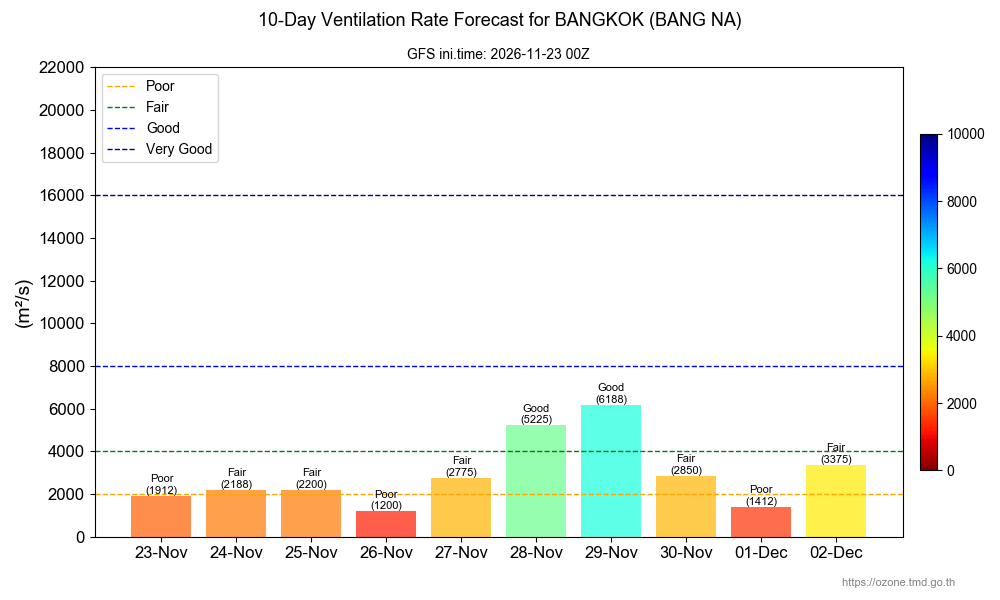 10-Day Ventilation Rate Forecast for BANGKOK (BANG NA)
GFS ini.time: 2026-11-23 00Z
22000
20000
18000
16000
14000
12000
10000
8000
6000
4000
2000
0
(m²/s)
Poor
Fair
Good
Very Good
Poor
(1912)
Fair
(2188)
Fair
(2200)
Poor
(1200)
Fair
(2775)
Good
(5225)
Good
(6188)
Fair
(2850)
Poor
(1412)
Fair
(3375)
23-Nov 24-Nov 25-Nov 26-Nov 27-Nov 28-Nov 29-Nov 30-Nov 01-Dec 02-Dec
10000
8000
6000
4000
2000
0
https://ozone.tmd.go.th